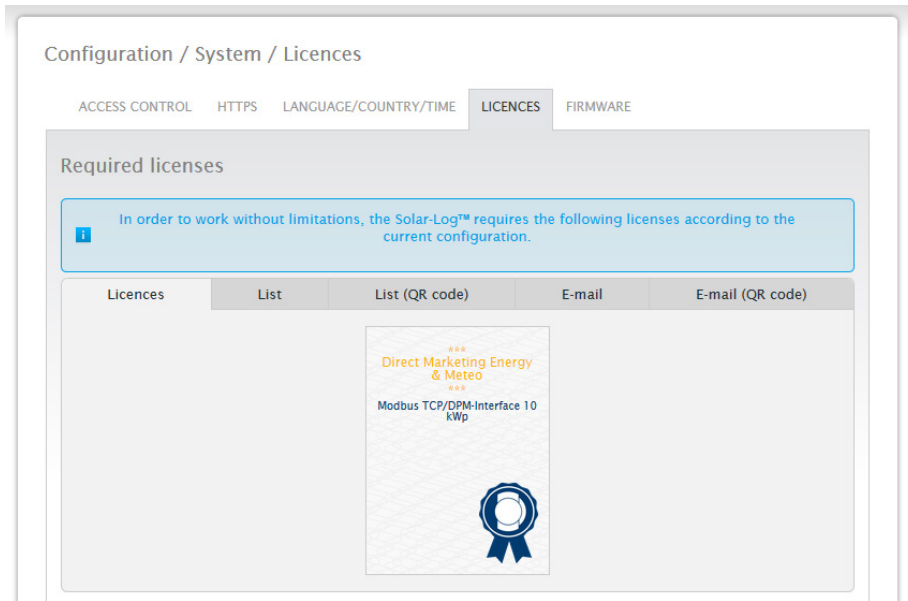 Configuration / System / Licences
ACCESS CONTROL HTTPS LANGUAGE/COUNTRY/TIME LICENCES FIRMWARE
Required licenses
i
In order to work without limitations, the Solar-Log™ requires the following licenses according to the
current configuration.
Licences List List (QR code) E-mail E-mail (QR code)
***
Direct Marketing Energy
& Meteo
***
Modbus TCP/DPM-Interface 10
kWp